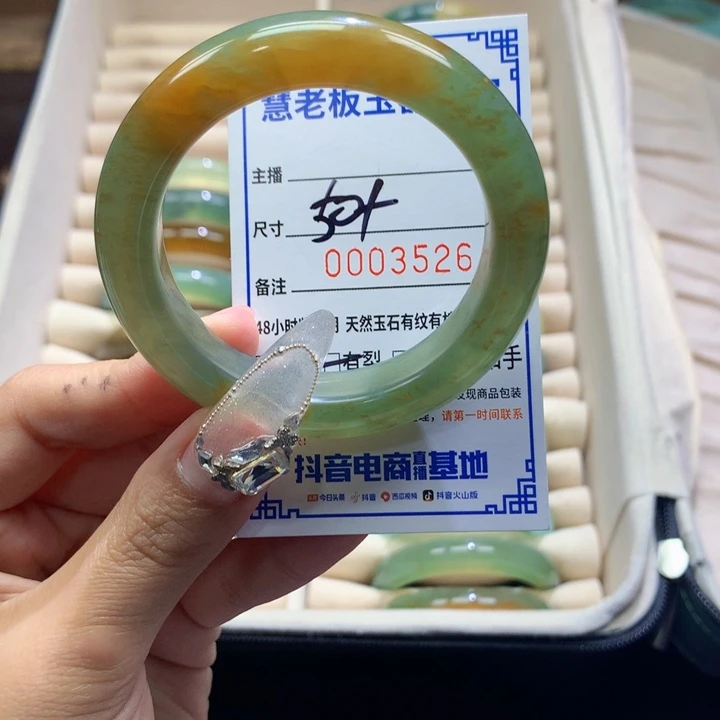 慧老板玉
主播
尺寸
0003526
备注
48小时 天然玉石有纹有
有裂 手
发现商品包装
请第一时间联系
抖音电商直播基地
今日头条 抖音 西瓜视频 抖音火山版